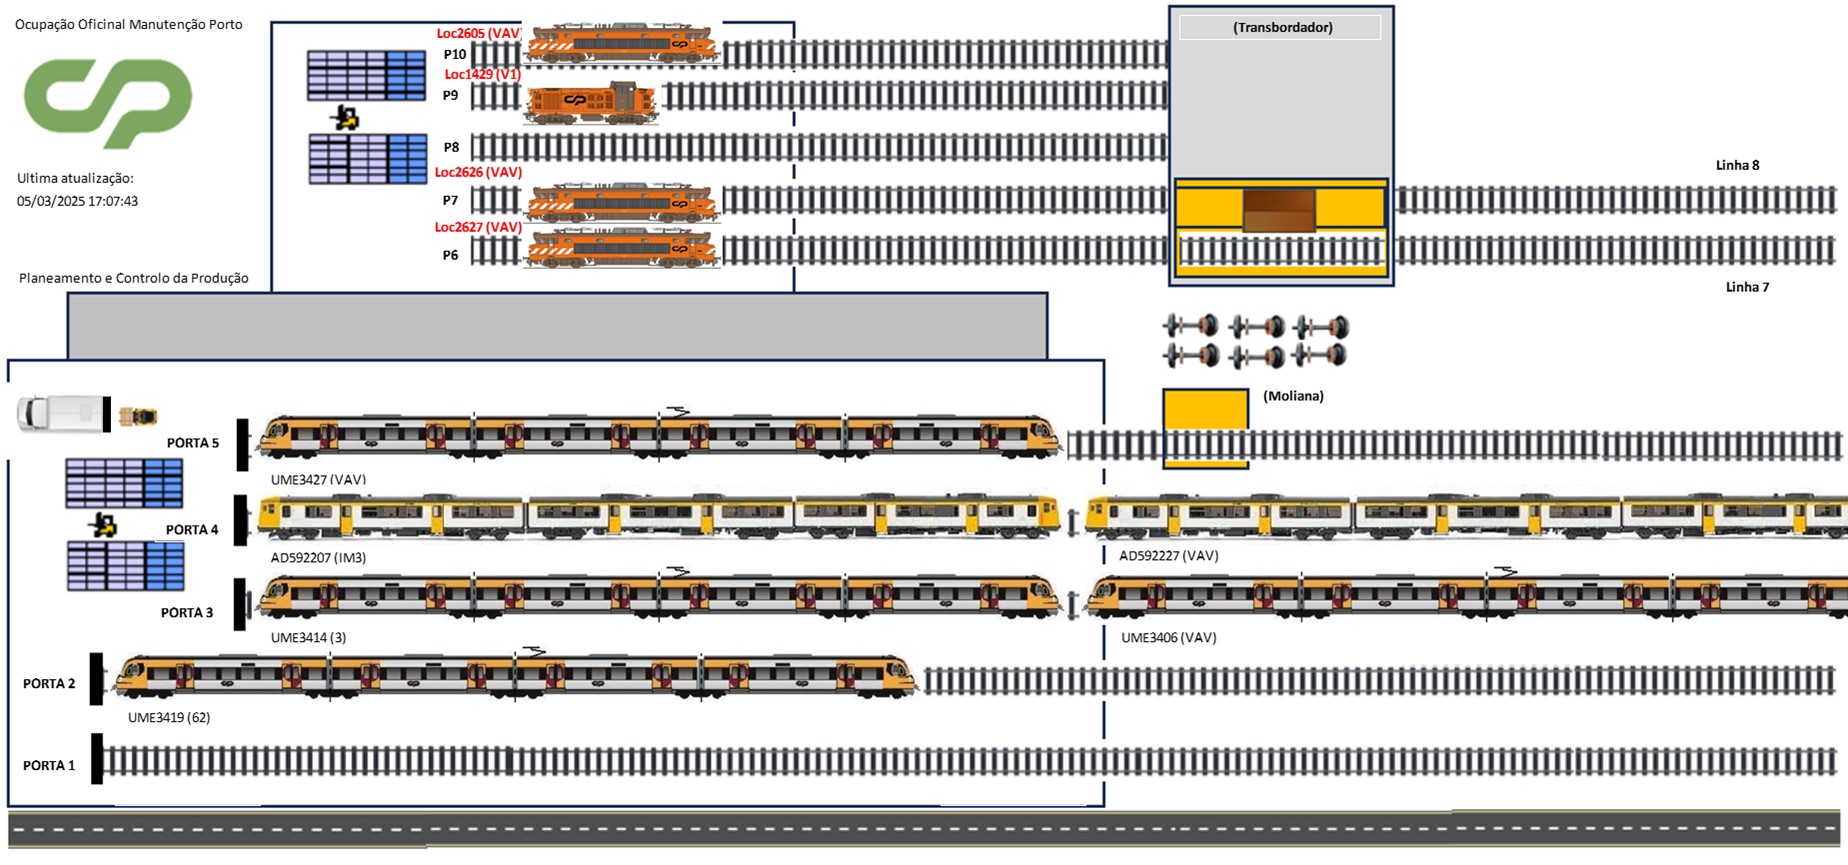 Ocupação Oficinal Manutenção Porto
Ultima atualização:
05/03/2025 17:07:43
Planeamento e Controlo da Produção
Loc2605 (VAV)
P10
Loc1429 (V1)
P9
P8
Loc2626 (VAV)
P7
Loc2627 (VAV)
P6
(Transbordador)
Linha 8
Linha 7
(Moliana)
PORTA 5
UME3427 (VAV)
PORTA 4
AD592207 (IM3)
AD592227 (VAV)
PORTA 3
UME3414 (3)
UME3406 (VAV)
PORTA 2
UME3419 (62)
PORTA 1